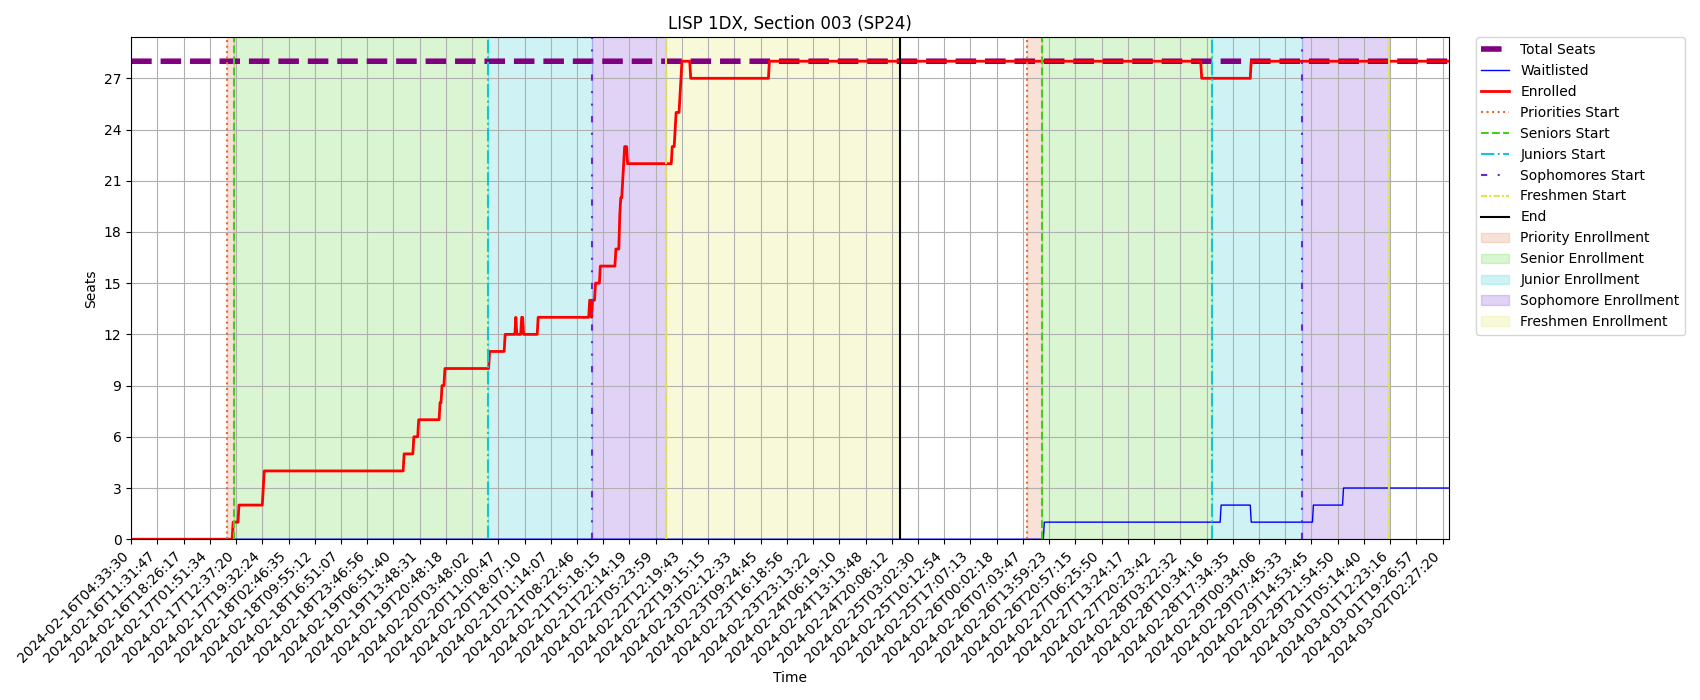 LISP 1DX, Section 003 (SP24)
Total Seats
Waitlisted
Enrolled
Priorities Start
Seniors Start
Juniors Start
Sophomores Start
Freshmen Start
End
Priority Enrollment
Senior Enrollment
Junior Enrollment
Sophomore Enrollment
Freshmen Enrollment
Seats
27
24
21
18
15
12
9
6
3
0
2024-02-16T04:33:30
2024-02-16T11:31:47
2024-02-16T18:26:17
2024-02-17T01:51:34
2024-02-17T12:37:20
2024-02-17T19:32:24
2024-02-18T02:46:35
2024-02-18T09:55:12
2024-02-18T16:51:07
2024-02-18T23:46:56
2024-02-19T06:51:40
2024-02-19T13:48:31
2024-02-19T20:48:18
2024-02-20T03:48:02
2024-02-20T11:00:47
2024-02-20T18:07:10
2024-02-21T01:14:07
2024-02-21T08:22:46
2024-02-21T15:18:15
2024-02-21T22:14:19
2024-02-22T05:23:59
2024-02-22T12:19:43
2024-02-22T19:15:15
2024-02-23T02:12:33
2024-02-23T09:24:45
2024-02-23T16:18:56
2024-02-23T23:13:22
2024-02-24T06:19:10
2024-02-24T13:13:48
2024-02-24T20:08:12
2024-02-25T03:02:30
2024-02-25T10:12:54
2024-02-25T17:07:13
2024-02-26T00:02:18
2024-02-26T07:03:47
2024-02-26T13:59:23
2024-02-26T20:57:15
2024-02-27T06:25:50
2024-02-27T13:24:17
2024-02-27T20:23:42
2024-02-28T03:22:32
2024-02-28T10:34:16
2024-02-28T17:34:35
2024-02-29T00:34:06
2024-02-29T07:45:33
2024-02-29T14:53:45
2024-02-29T21:54:50
2024-03-01T05:14:40
2024-03-01T12:23:16
2024-03-01T19:26:57
2024-03-02T02:27:20
Time